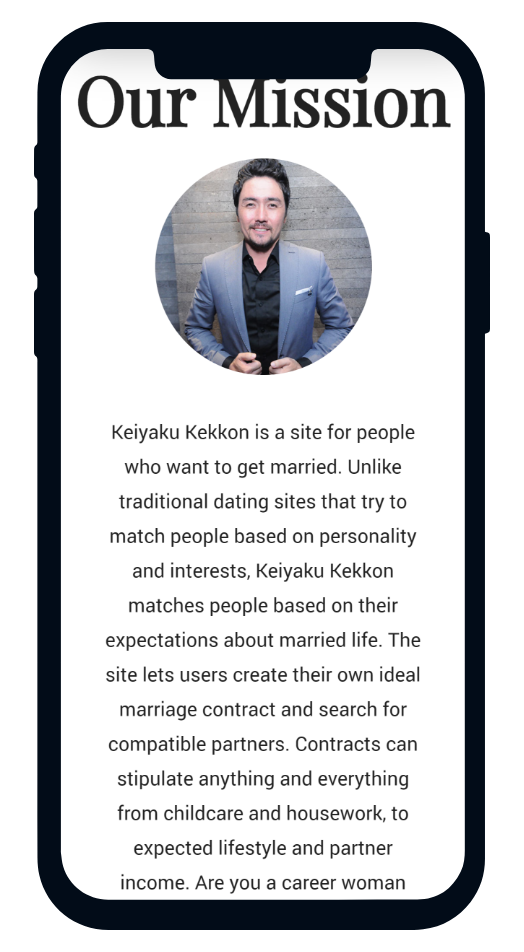 Our Mission
Keiyaku Kekkon is a site for people
who want to get married. Unlike
traditional dating sites that try to
match people based on personality
and interests, Keiyaku Kekkon
matches people based on their
expectations about married life. The
site lets users create their own ideal
marriage contract and search for
compatible partners. Contracts can
stipulate anything and everything
from childcare and housework, to
expected lifestyle and partner
income. Are you a career woman